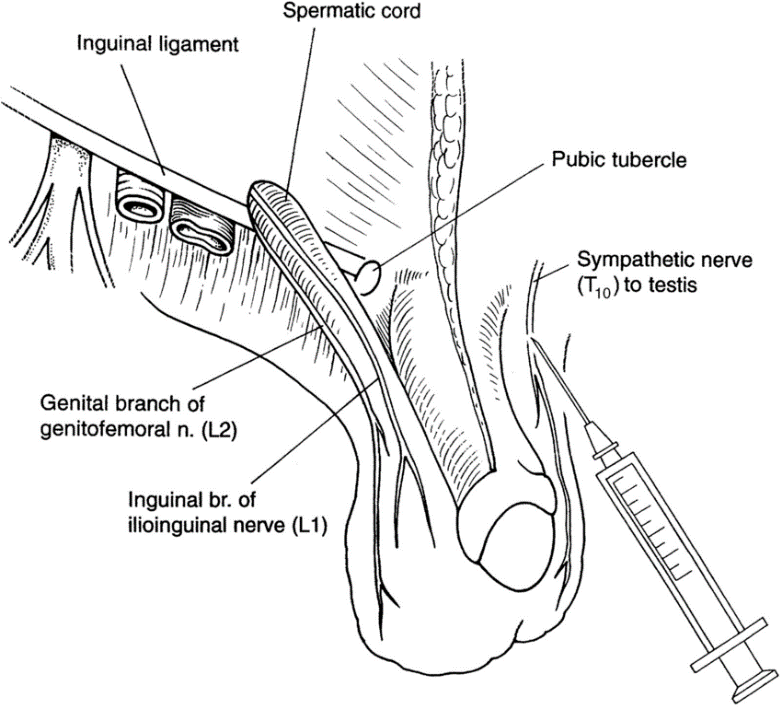 Spermatic cord
Inguinal ligament
Pubic tubercle
Sympathetic nerve
(T10) to testis
Genital branch of
genitofemoral n. (L2)
Inguinal br. of
ilioinguinal nerve (L1)